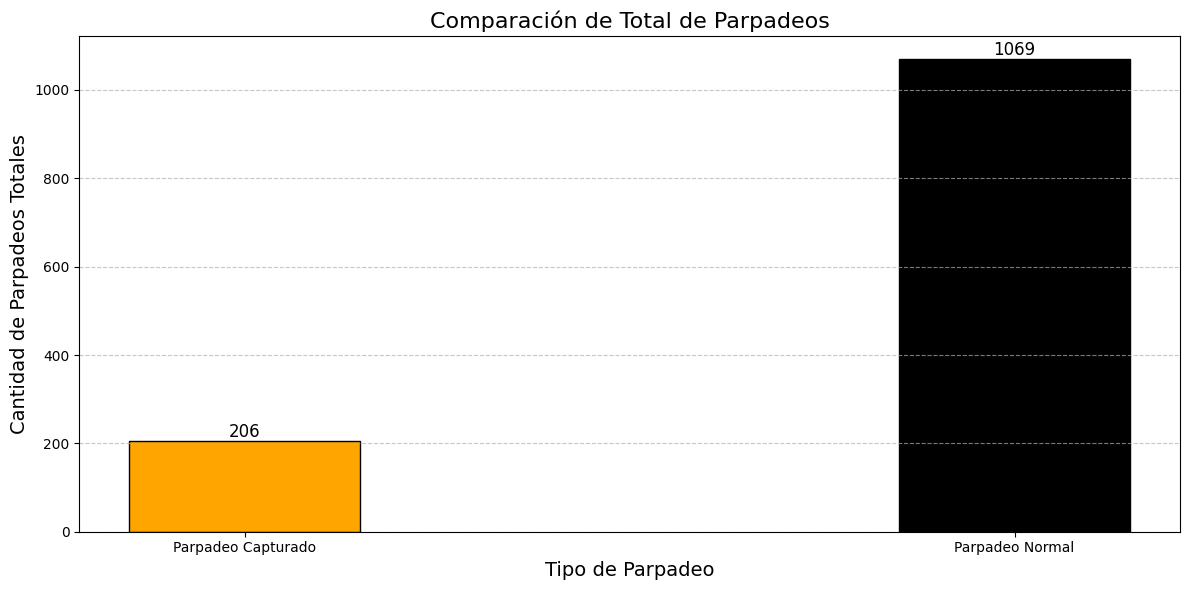 Comparación de Total de Parpadeos
Cantidad de Parpadeos Totales
1000
800
600
400
200
0
206
1069
Parpadeo Capturado
Parpadeo Normal
Tipo de Parpadeo